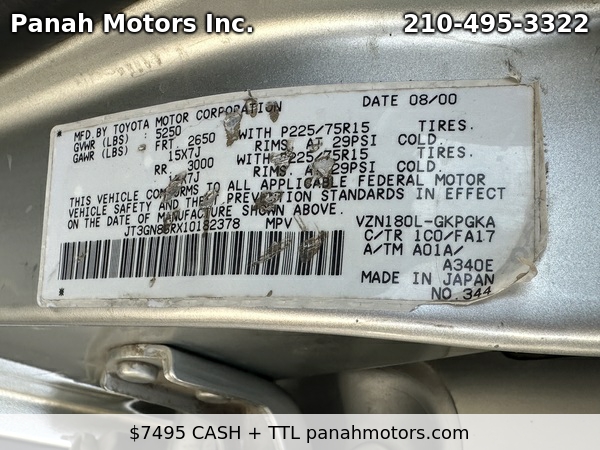 Panah Motors Inc. 210-495-3322
MFD.BY TOYOTA MOTOR CORPORATION DATE 08/00
GVWR (LBS) : 5250
GAWR (LBS) : FRT. 2650 WITH P225/75R15 TIRES.
15X7J RIMS. AT 29PSI COLD.
RR. 3000 WITH P225/75R15 TIRES.
RIMS. AT 29PSI COLD.
THIS VEHICLE CONFORMS TO ALL APPLICABLE FEDERAL MOTOR
VEHICLE SAFETY AND THEFT PREVENTION STANDARDS IN EFFECT
ON THE DATE OF MANUFACTURE SHOWN ABOVE.
MPV VZN180L-GKPGKA
C/TR 1C0/FA17
A/TM A01A/
A340E
MADE IN JAPAN
NO.344
$7495 CASH + TTL panahmotors.com